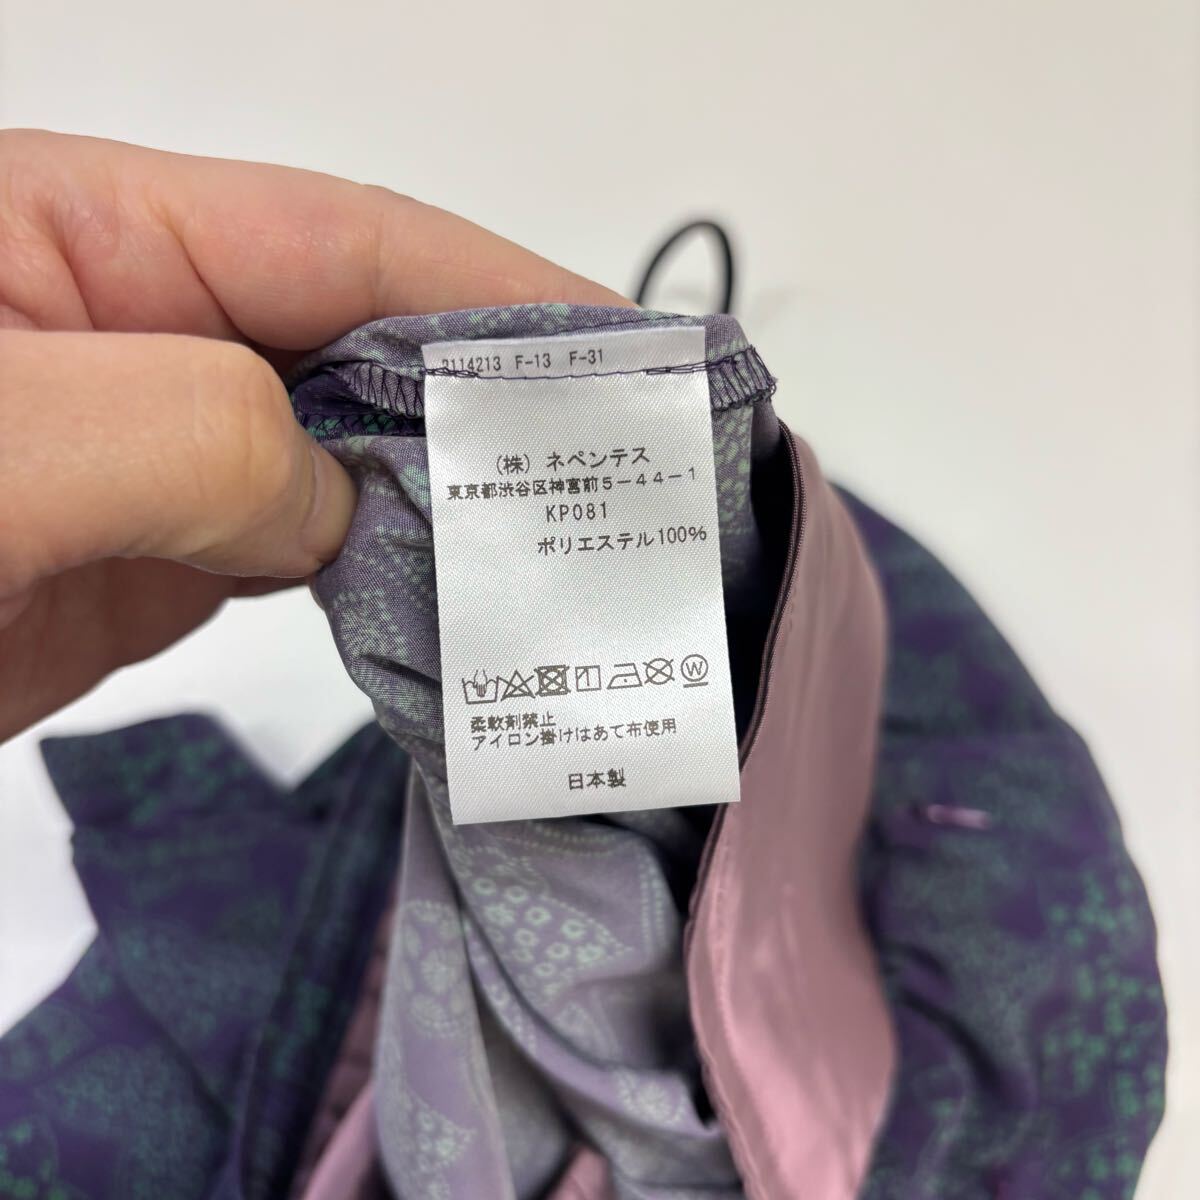 2114213 F-13 F-31
(株) ネペンテス
東京都渋谷区神宮前5-44-1
KP081
ポリエステル100%
W
柔軟剤禁止
アイロン掛けはあて布使用
日本製